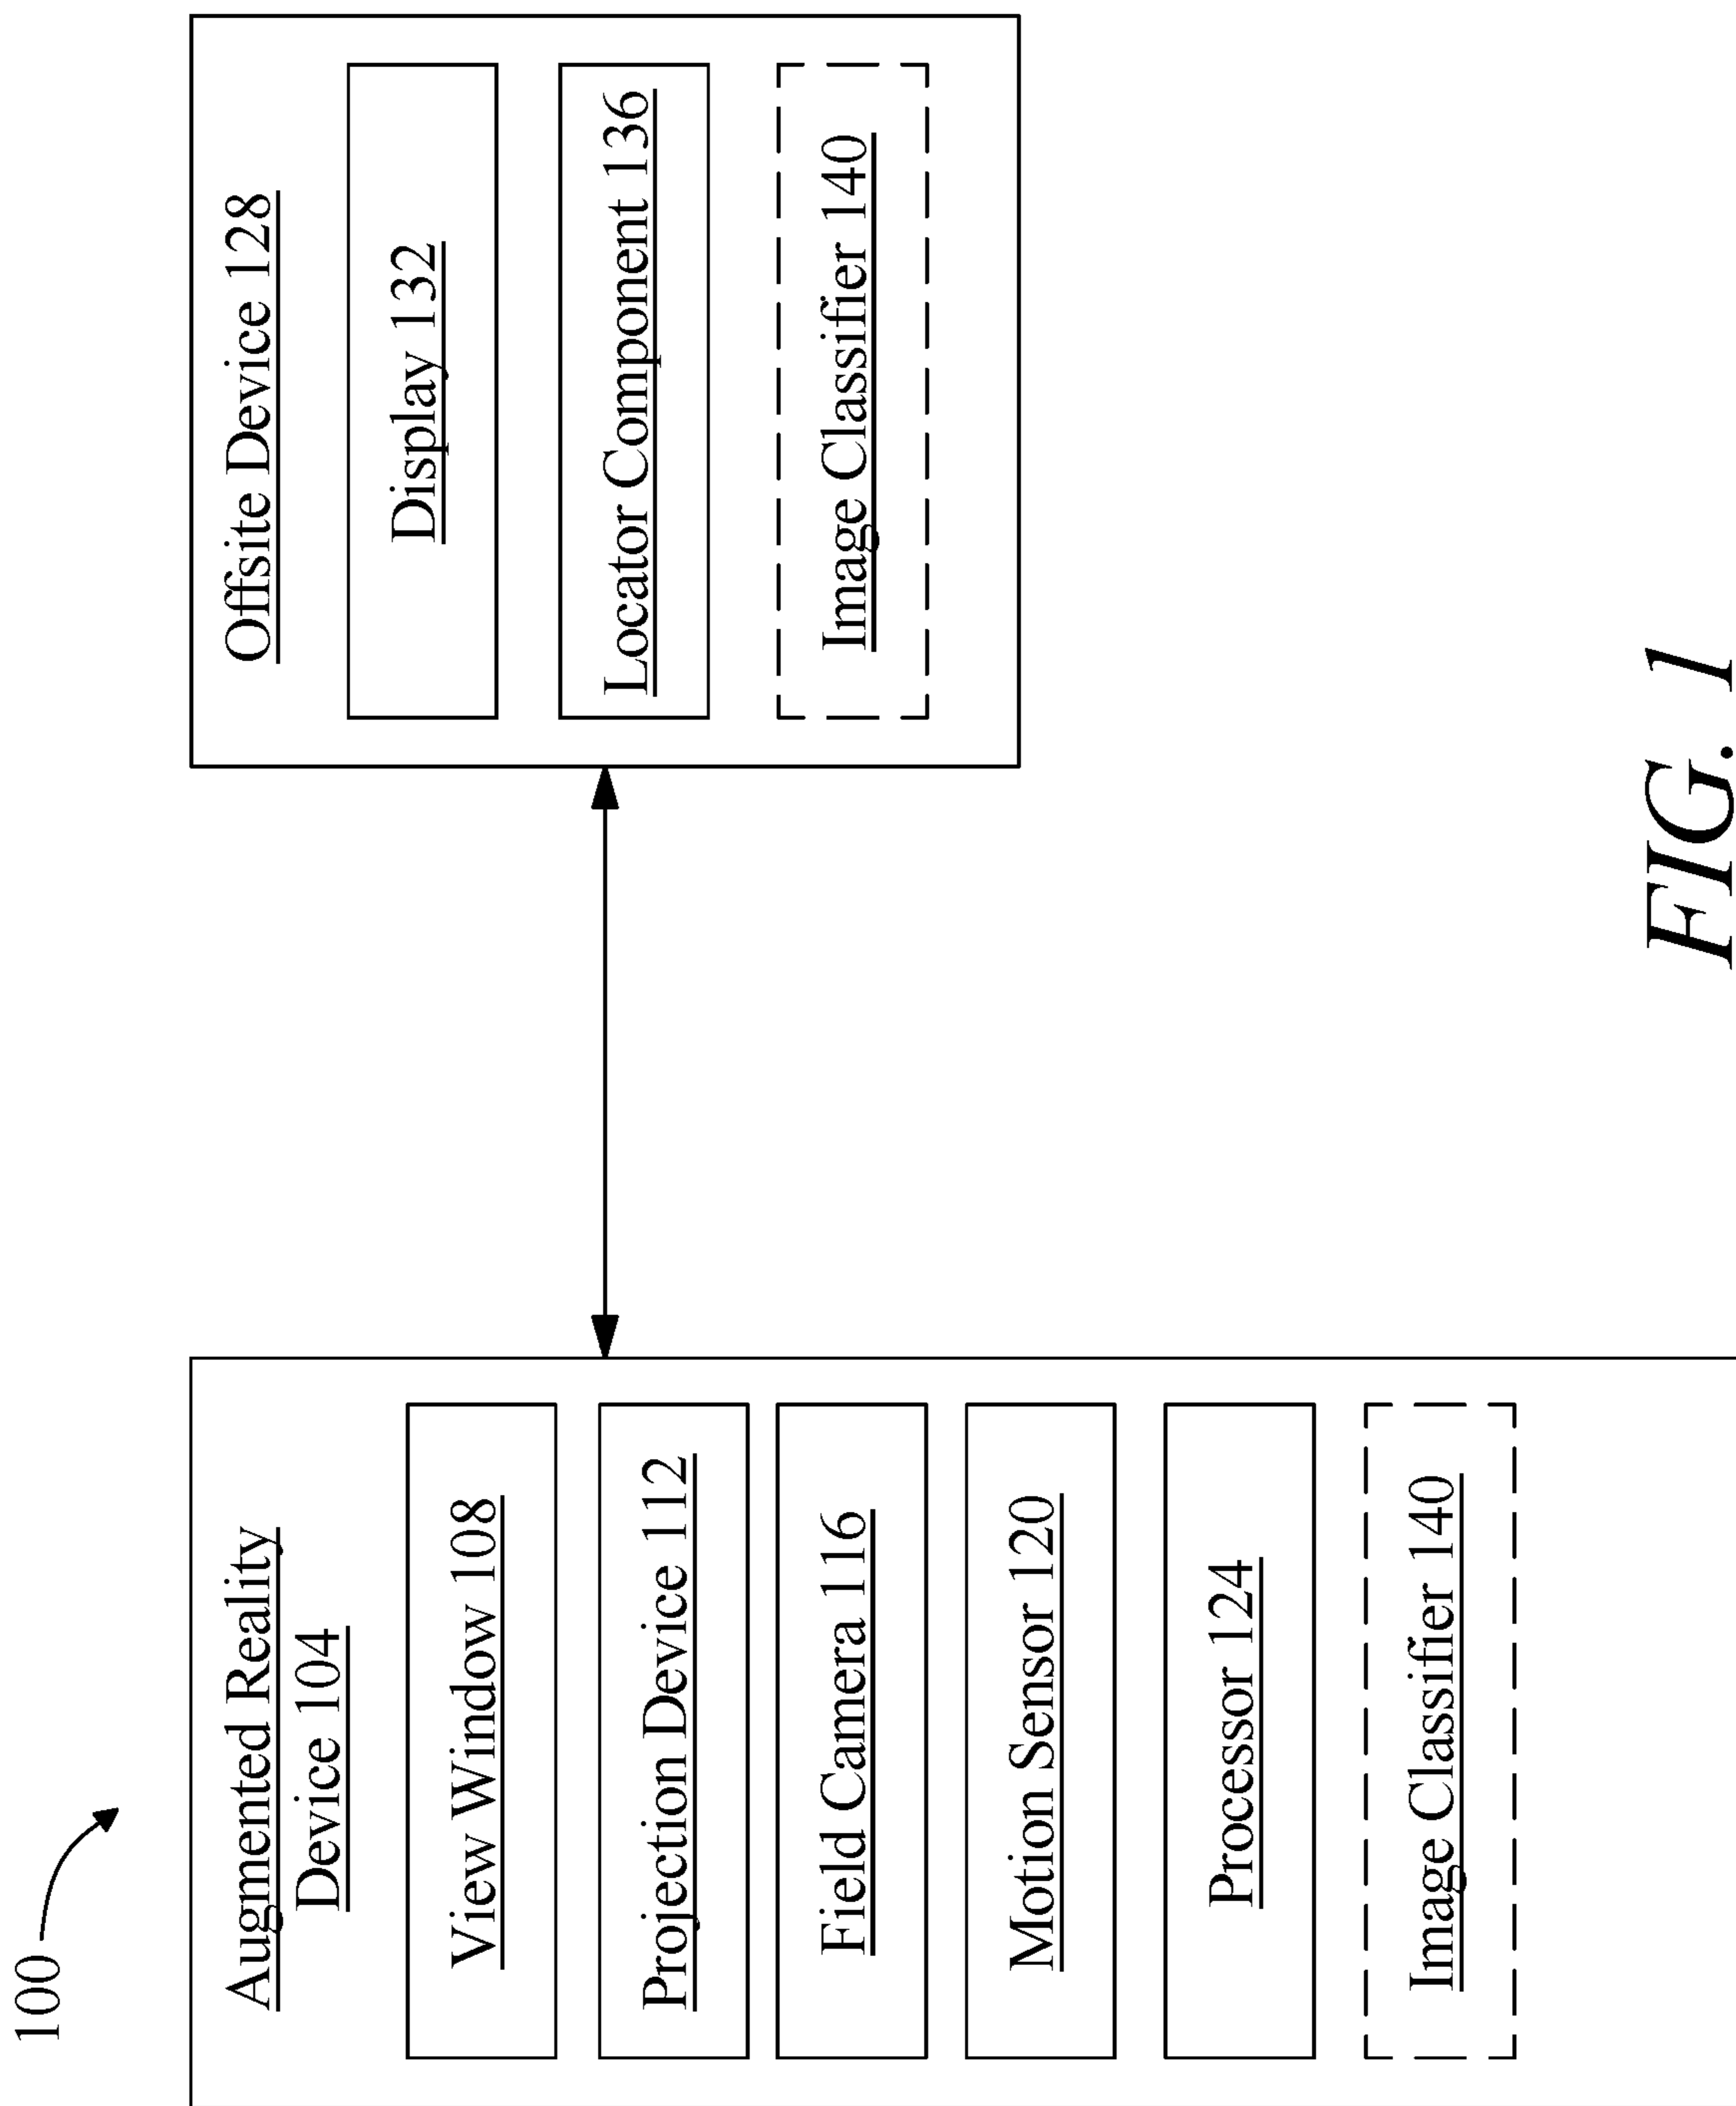 100
Augmented Reality
Device 104
View Window 108
Projection Device 112
Field Camera 116
Motion Sensor 120
Processor 124
Image Classifier 140
Offsite Device 128
Display 132
Locator Component 136
Image Classifier 140
FIG. 1